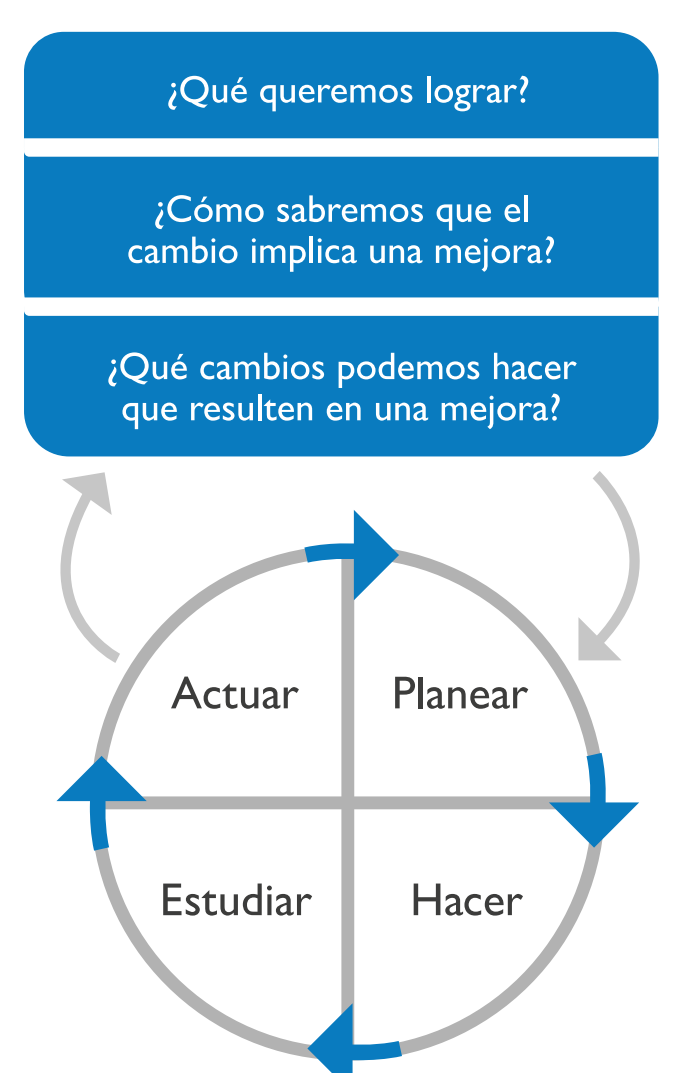 ¿Qué queremos lograr?
¿Cómo sabremos que el
cambio implica una mejora?
¿Qué cambios podemos hacer
que resulten en una mejora?
Actuar
Planear
Estudiar
Hacer